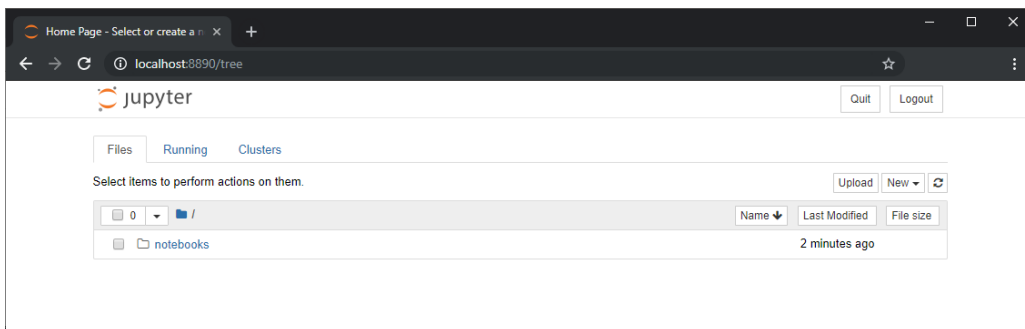 Home Page - Select or create a n
localhost:8890/tree
jupyter
Quit Logout
Files Running Clusters
Select items to perform actions on them.
Upload New
0 / Name Last Modified File size
notebooks 2 minutes ago